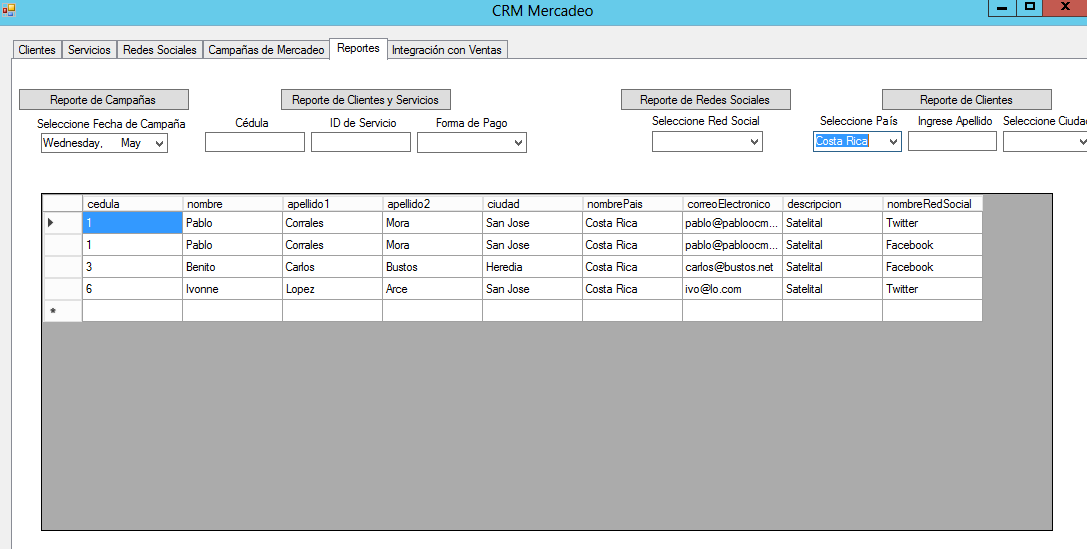 CRM Mercadeo
Clientes Servicios Redes Sociales Campañas de Mercadeo Reportes Integración con Ventas
Reporte de Campañas Reporte de Clientes y Servicios Reporte de Redes Sociales Reporte de Clientes
Seleccione Fecha de Campaña Cédula ID de Servicio Forma de Pago Seleccione Red Social Seleccione País Ingrese Apellido Seleccione Ciudad
Wednesday, May Costa Rica
cedula nombre apellido1 apellido2 ciudad nombrePais correoElectronico descripcion nombreRedSocial
1 Pablo Corrales Mora San Jose Costa Rica pablo@pabloocm... Satelital Twitter
1 Pablo Corrales Mora San Jose Costa Rica pablo@pabloocm... Satelital Facebook
3 Benito Carlos Bustos Heredia Costa Rica carlos@bustos.net Satelital Facebook
6 Ivonne Lopez Arce San Jose Costa Rica ivo@lo.com Satelital Twitter
*